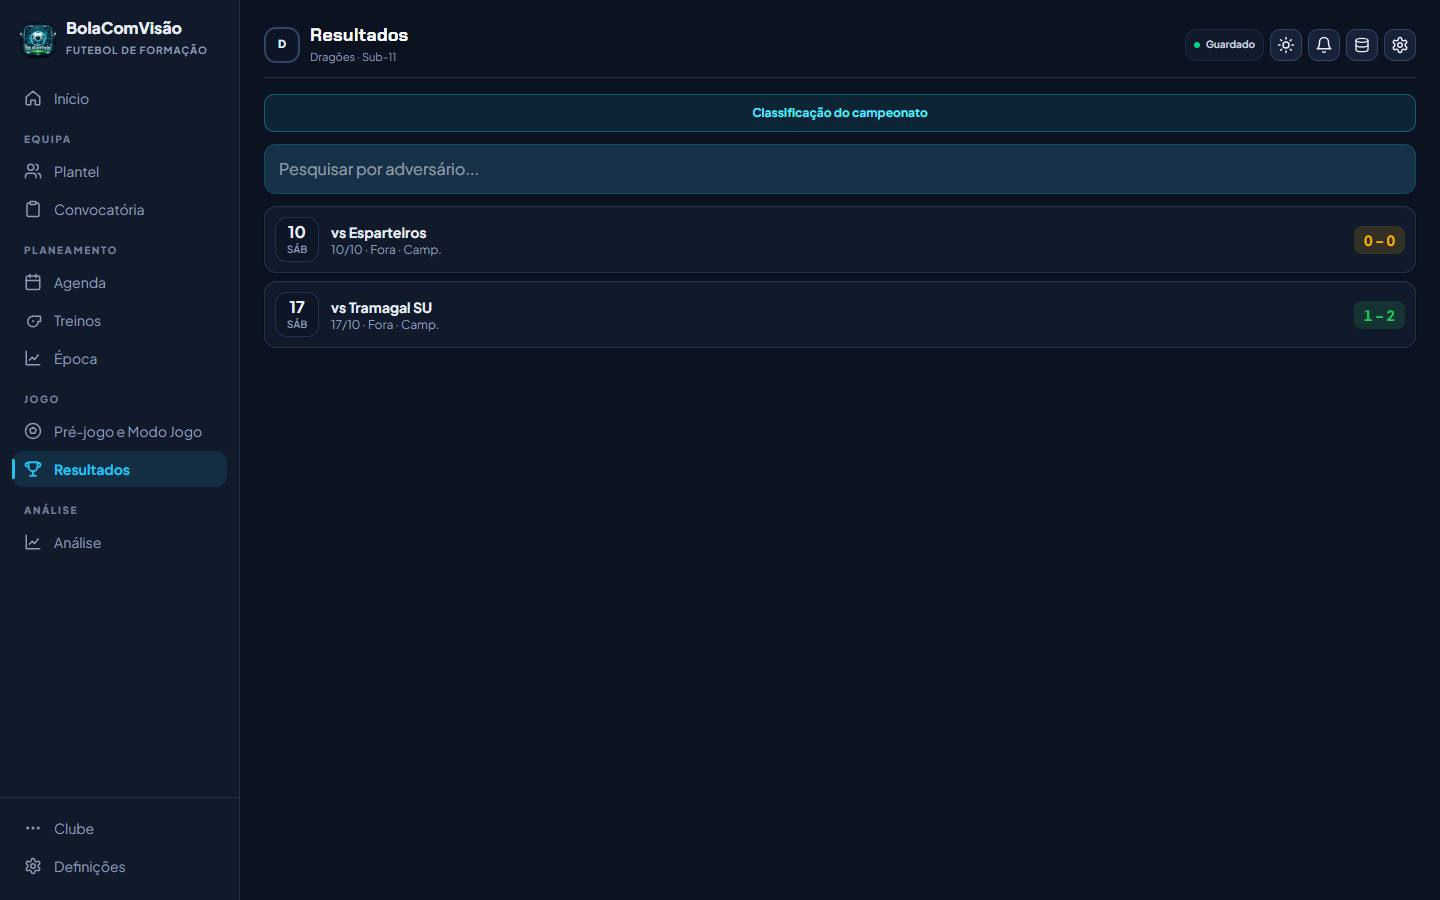 BolaComVisão
FUTEBOL DE FORMAÇÃO
Início
EQUIPA
Plantel
Convocatória
PLANEAMENTO
Agenda
Treinos
Época
JOGO
Pré-jogo e Modo Jogo
Resultados
ANÁLISE
Análise
Clube
Definições
D
Resultados
Dragões · Sub-11
Guardado
Classificação do campeonato
Pesquisar por adversário...
10
SÁB
vs Esparteiros
10/10 · Fora · Camp.
0 – 0
17
SÁB
vs Tramagal SU
17/10 · Fora · Camp.
1 – 2